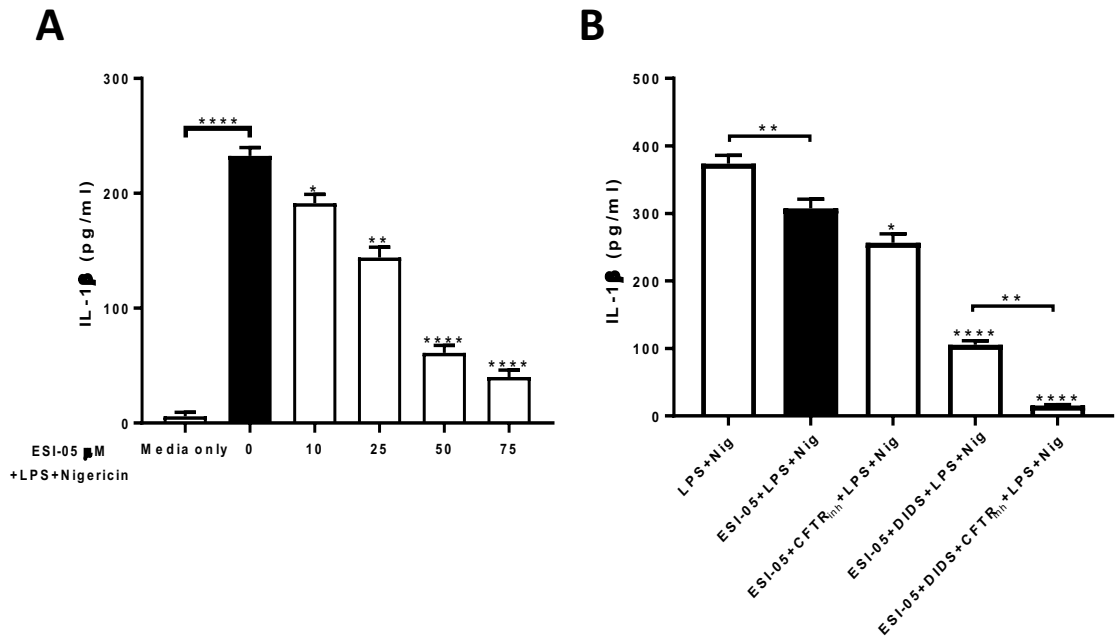 A
B
300
200
100
0
IL-1β (pg/ml)
****
*
**
****
****
ESI-05 μM
+LPS+Nigericin
Media only 0 10 25 50 75
500
400
300
200
100
0
IL-1β (pg/ml)
**
*
**
****
****
LPS+Nig
ESI-05+LPS+Nig
ESI-05+CFTRinh+LPS+Nig
ESI-05+DIDS+LPS+Nig
ESI-05+DIDS+CFTRinh+LPS+Nig